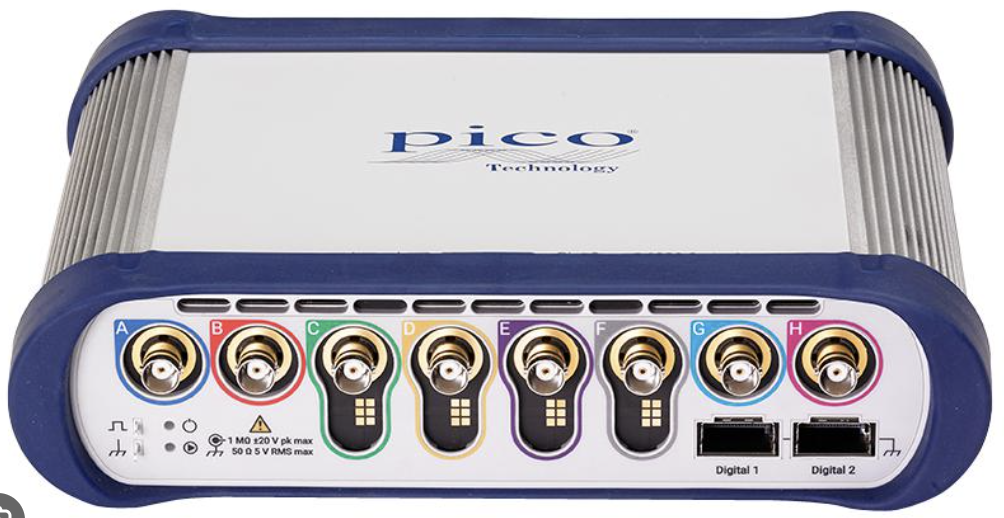 pico®
Technology
A B C D E F G H
1 MΩ ±20 V pk max
50 Ω 5 V RMS max
Digital 1 Digital 2